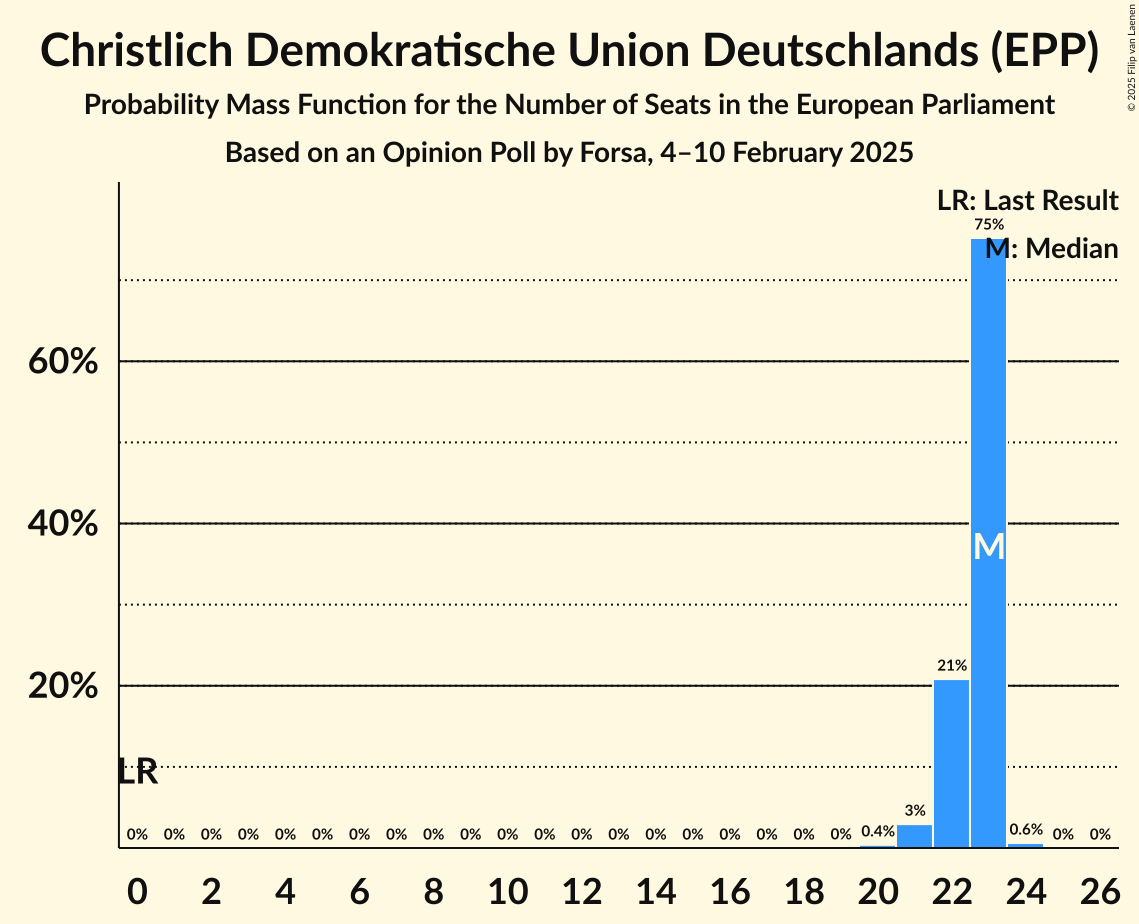 Christlich Demokratische Union Deutschlands (EPP)
Probability Mass Function for the Number of Seats in the European Parliament
Based on an Opinion Poll by Forsa, 4–10 February 2025
© 2025 Filip van Laenen
LR: Last Result
75%
M: Median
60%
40%
M
21%
20%
LR
3%
0% 0% 0% 0% 0% 0% 0% 0% 0% 0% 0% 0% 0% 0% 0% 0% 0% 0% 0% 0% 0.4% 0.6% 0% 0%
0 2 4 6 8 10 12 14 16 18 20 22 24 26